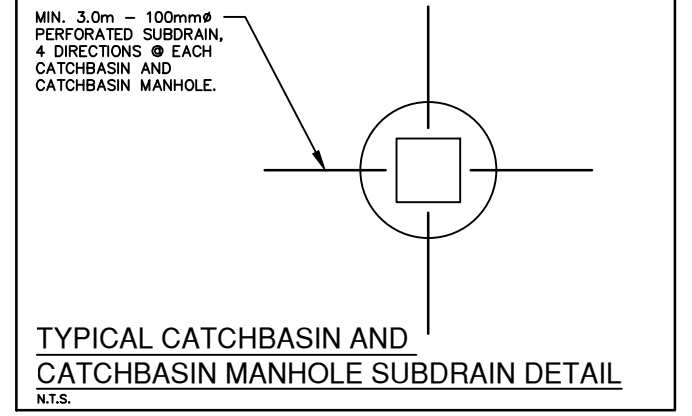 MIN. 3.0m – 100mmø
PERFORATED SUBDRAIN,
4 DIRECTIONS @ EACH
CATCHBASIN AND
CATCHBASIN MANHOLE.
TYPICAL CATCHBASIN AND
CATCHBASIN MANHOLE SUBDRAIN DETAIL
N.T.S.